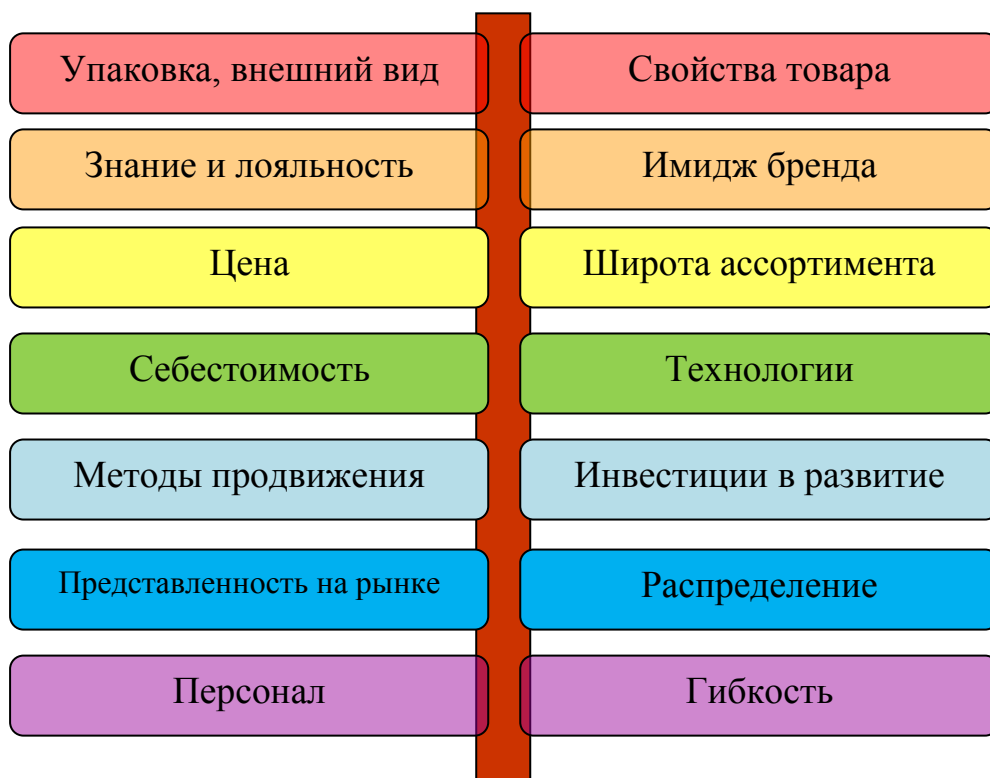 Упаковка, внешний вид
Свойства товара
Знание и лояльность
Имидж бренда
Цена
Широта ассортимента
Себестоимость
Технологии
Методы продвижения
Инвестиции в развитие
Представленность на рынке
Распределение
Персонал
Гибкость